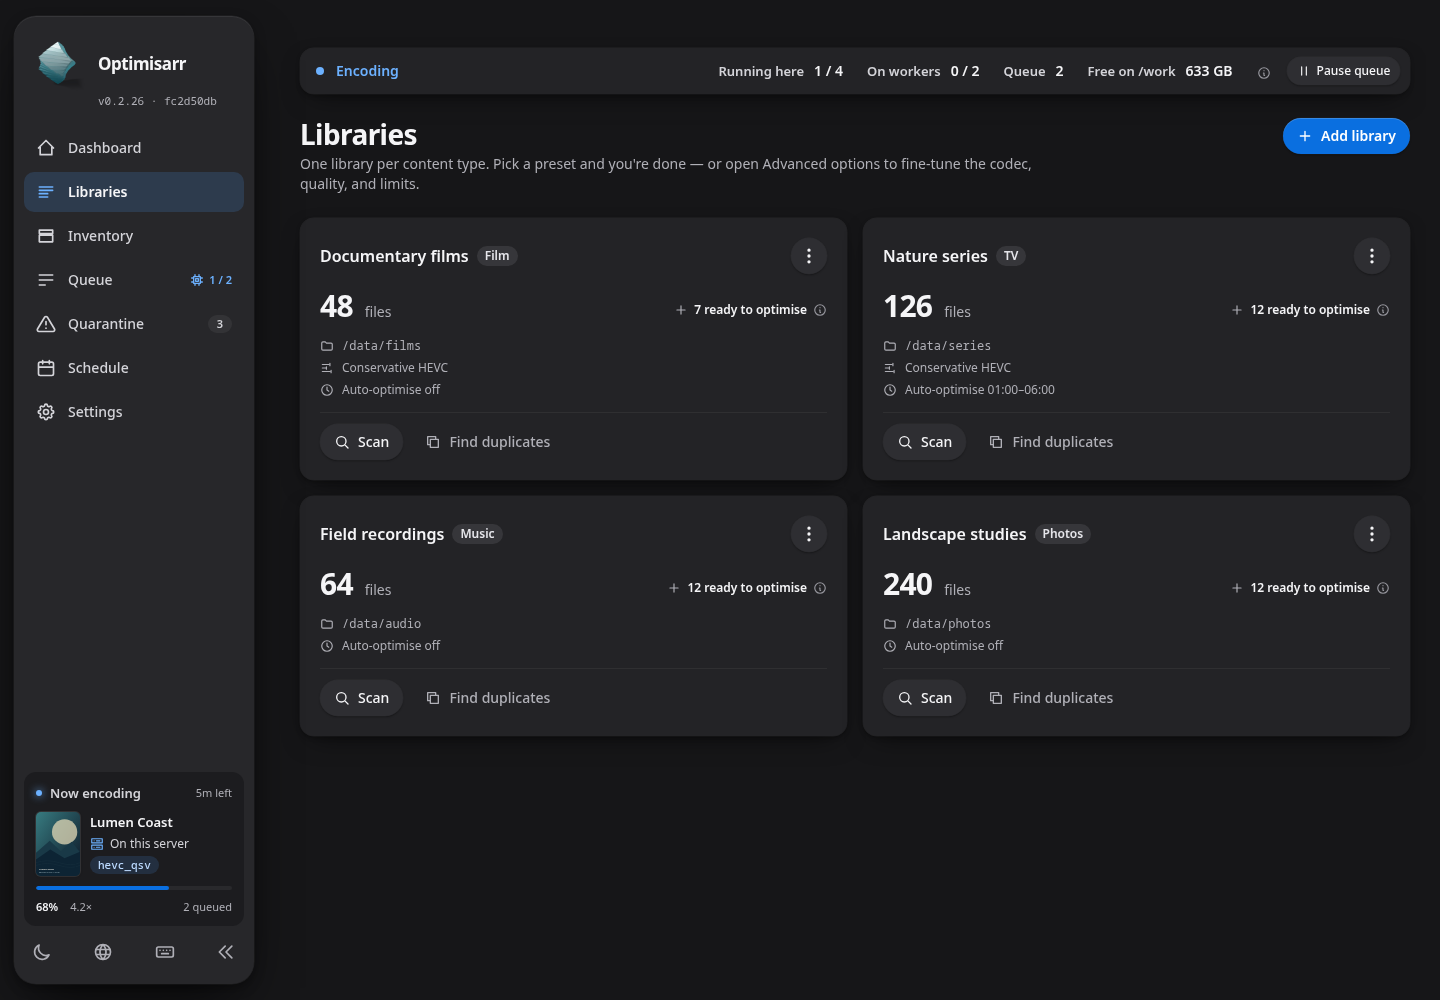 Optimisarr
v0.2.26 · fc2d50db
Dashboard
Libraries
Inventory
Queue 1 / 2
Quarantine 3
Schedule
Settings
Now encoding 5m left
Lumen Coast
On this server
hevc_qsv
68% 4.2× 2 queued
Encoding Running here 1 / 4 On workers 0 / 2 Queue 2 Free on /work 633 GB Pause queue
Libraries
Add library
One library per content type. Pick a preset and you're done — or open Advanced options to fine-tune the codec,
quality, and limits.
Documentary films Film
48 files 7 ready to optimise
/data/films
Conservative HEVC
Auto-optimise off
Scan Find duplicates
Nature series TV
126 files 12 ready to optimise
/data/series
Conservative HEVC
Auto-optimise 01:00–06:00
Scan Find duplicates
Field recordings Music
64 files 12 ready to optimise
/data/audio
Auto-optimise off
Scan Find duplicates
Landscape studies Photos
240 files 12 ready to optimise
/data/photos
Auto-optimise off
Scan Find duplicates